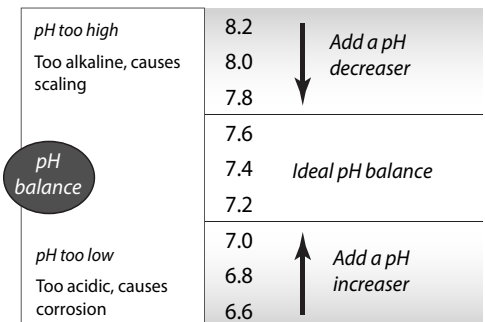 pH too high
Too alkaline, causes
scaling
8.2
8.0
7.8
Add a pH
decreaser
pH
balance
7.6
7.4
7.2
Ideal pH balance
pH too low
Too acidic, causes
corrosion
7.0
6.8
6.6
Add a pH
increaser